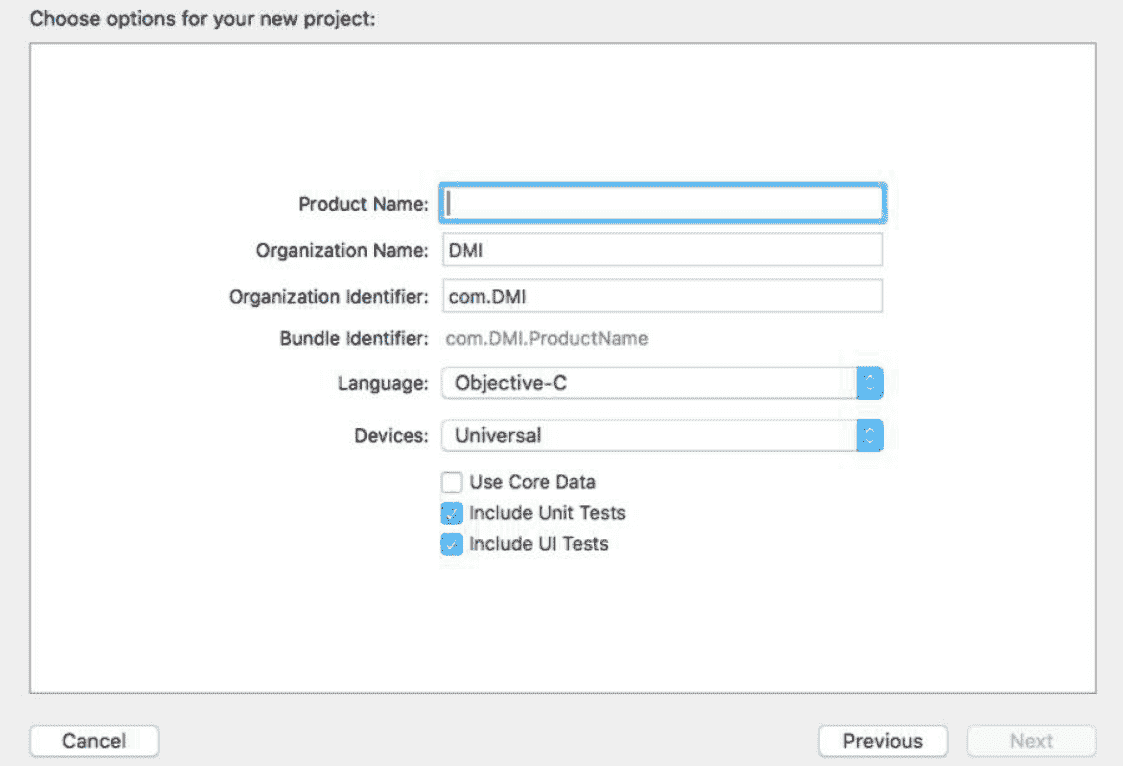 Choose options for your new project:
Product Name:
Organization Name: DMI
Organization Identifier: com.DMI
Bundle Identifier: com.DMI.ProductName
Language: Objective-C
Devices: Universal
Use Core Data
Include Unit Tests
Include UI Tests
Cancel Previous Next